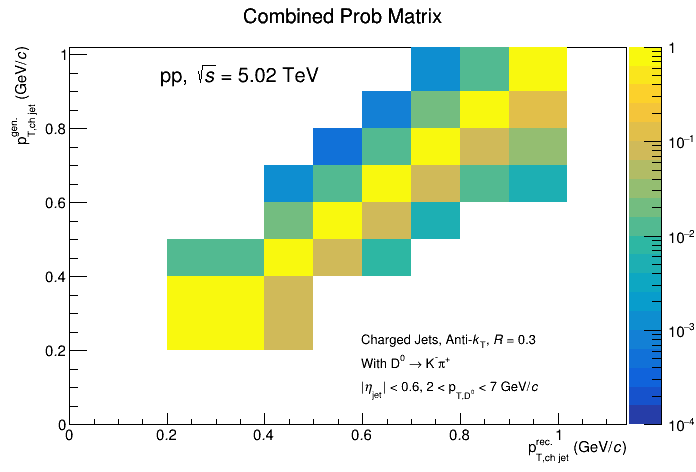 Combined Prob Matrix
p^gen._T,ch jet (GeV/c)
pp, √s = 5.02 TeV
1
0.8
0.6
0.4
0.2
0
Charged Jets, Anti-k_T, R = 0.3
With D^0 → K^-π^+
|η_jet| < 0.6, 2 < p_T,D^0 < 7 GeV/c
0 0.2 0.4 0.6 0.8 1
p^rec._T,ch jet (GeV/c)
1
10^−1
10^−2
10^−3
10^−4